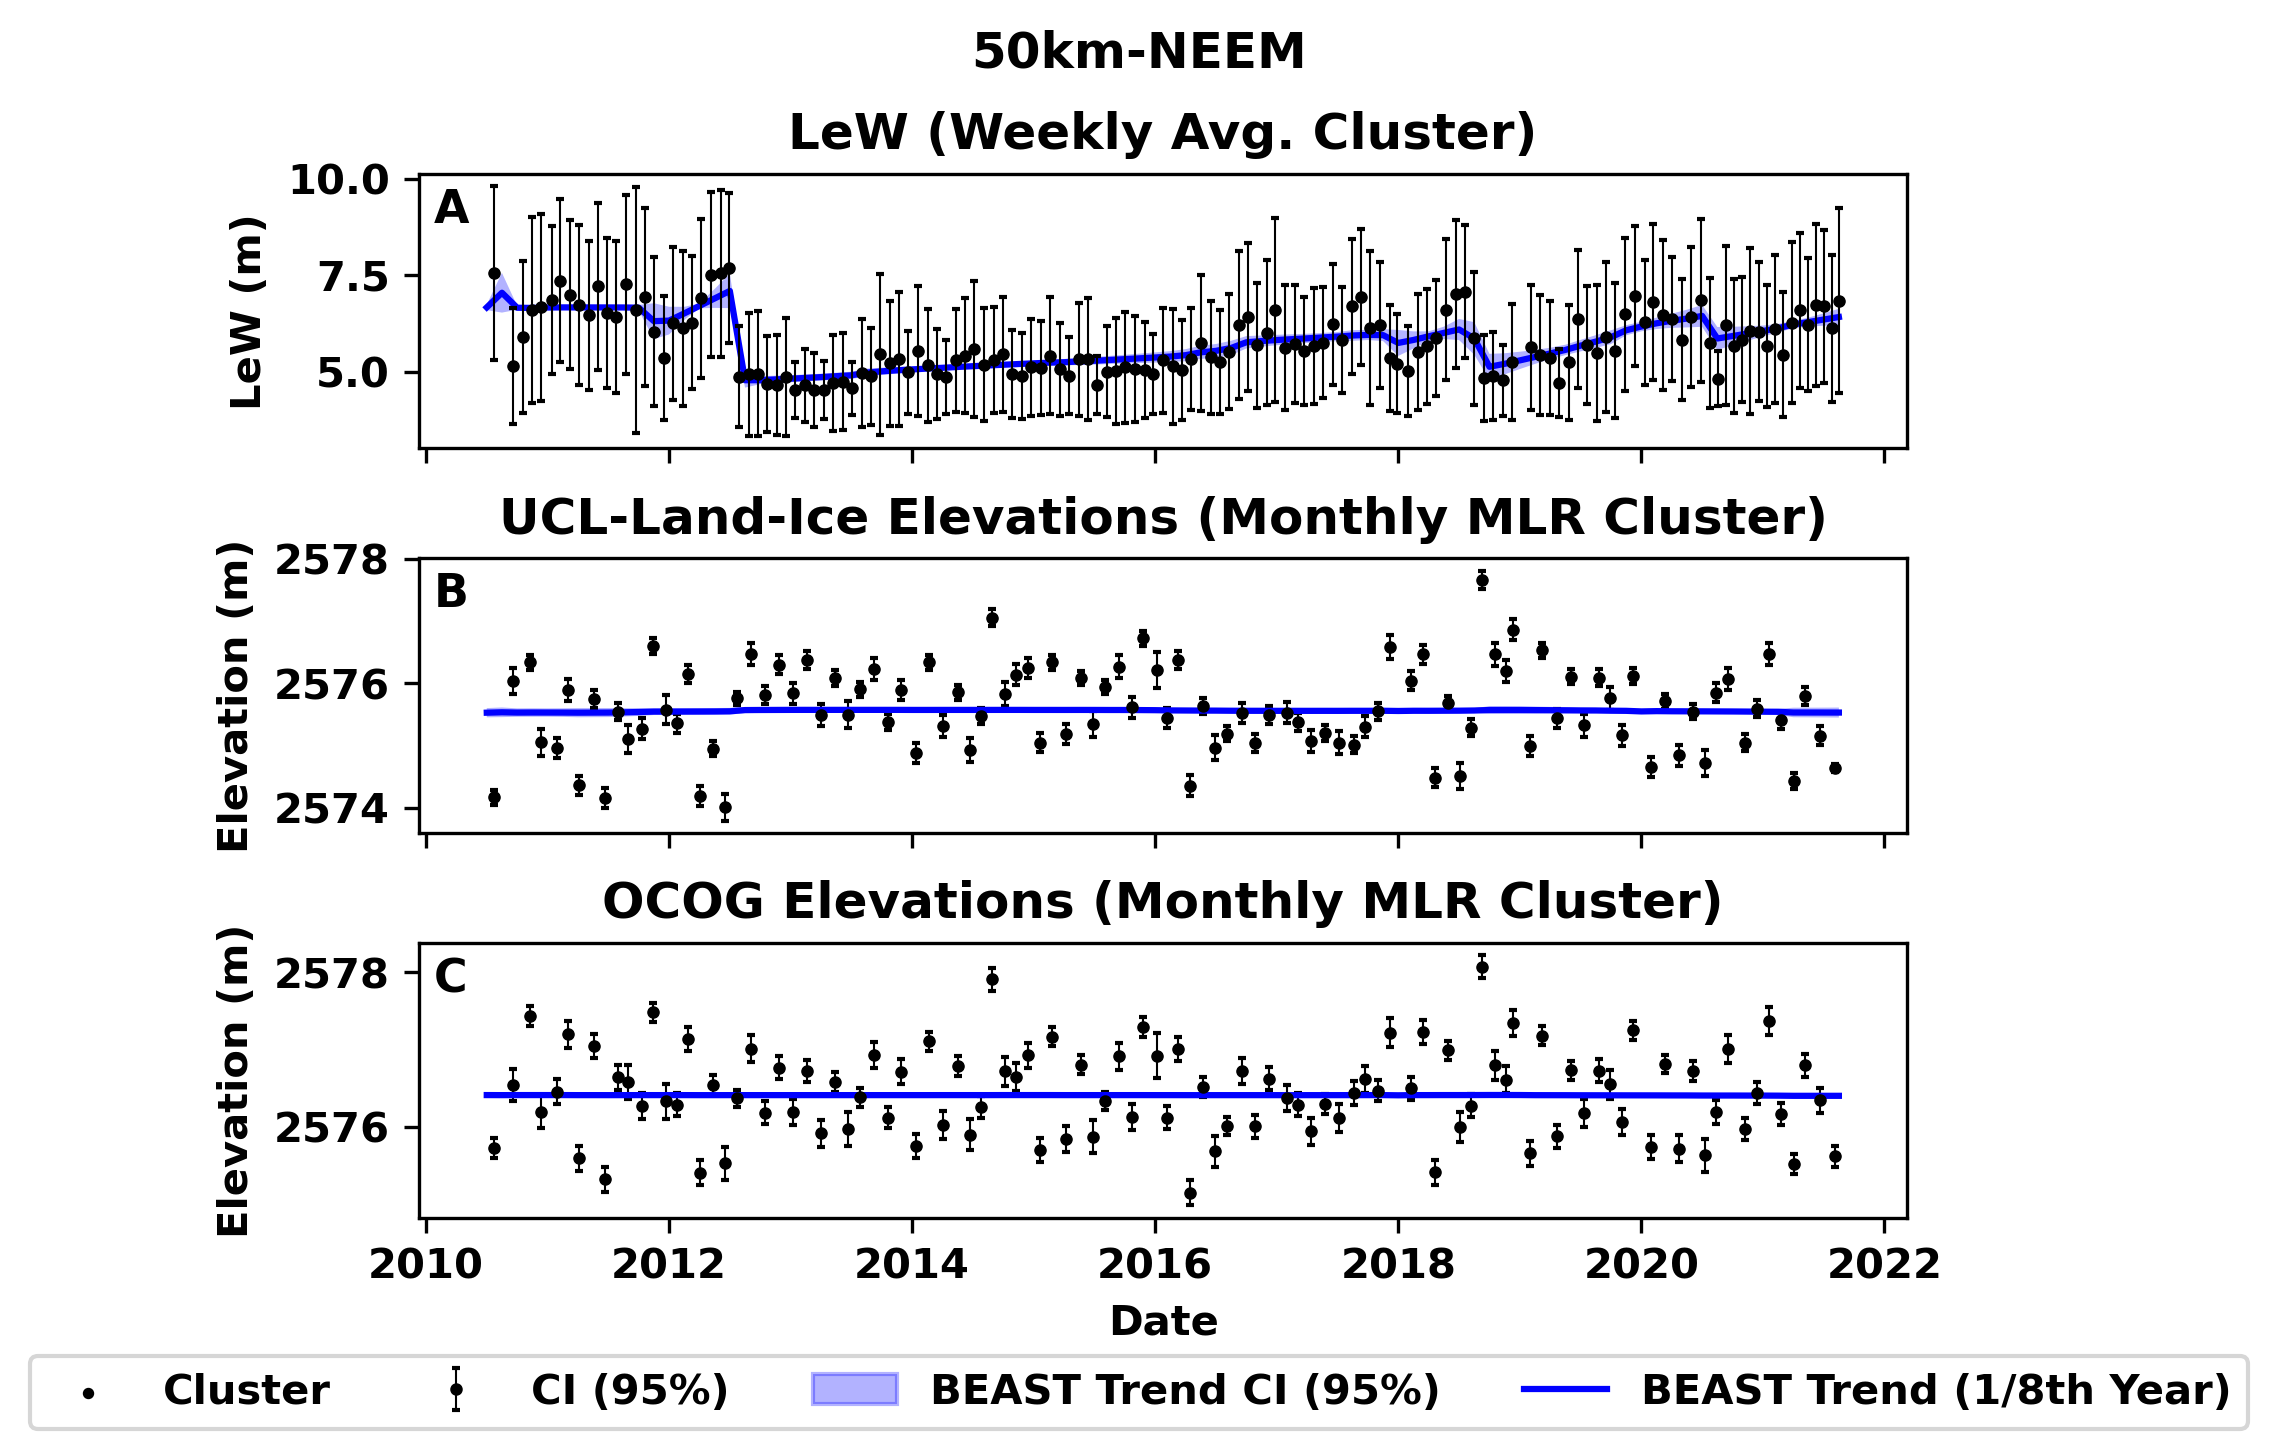 50km-NEEM
LeW (Weekly Avg. Cluster)
10.0
7.5
5.0
LeW (m)
A
UCL-Land-Ice Elevations (Monthly MLR Cluster)
2578
2576
2574
Elevation (m)
B
OCOG Elevations (Monthly MLR Cluster)
2578
2576
Elevation (m)
C
2010 2012 2014 2016 2018 2020 2022
Date
Cluster CI (95%) BEAST Trend CI (95%) BEAST Trend (1/8th Year)